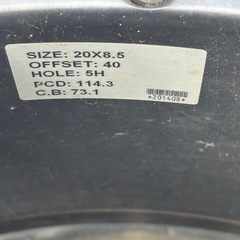 SIZE: 20X8.5
OFFSET: 40
HOLE: 5H
PCD: 114.3
C.B: 73.1
*201408*